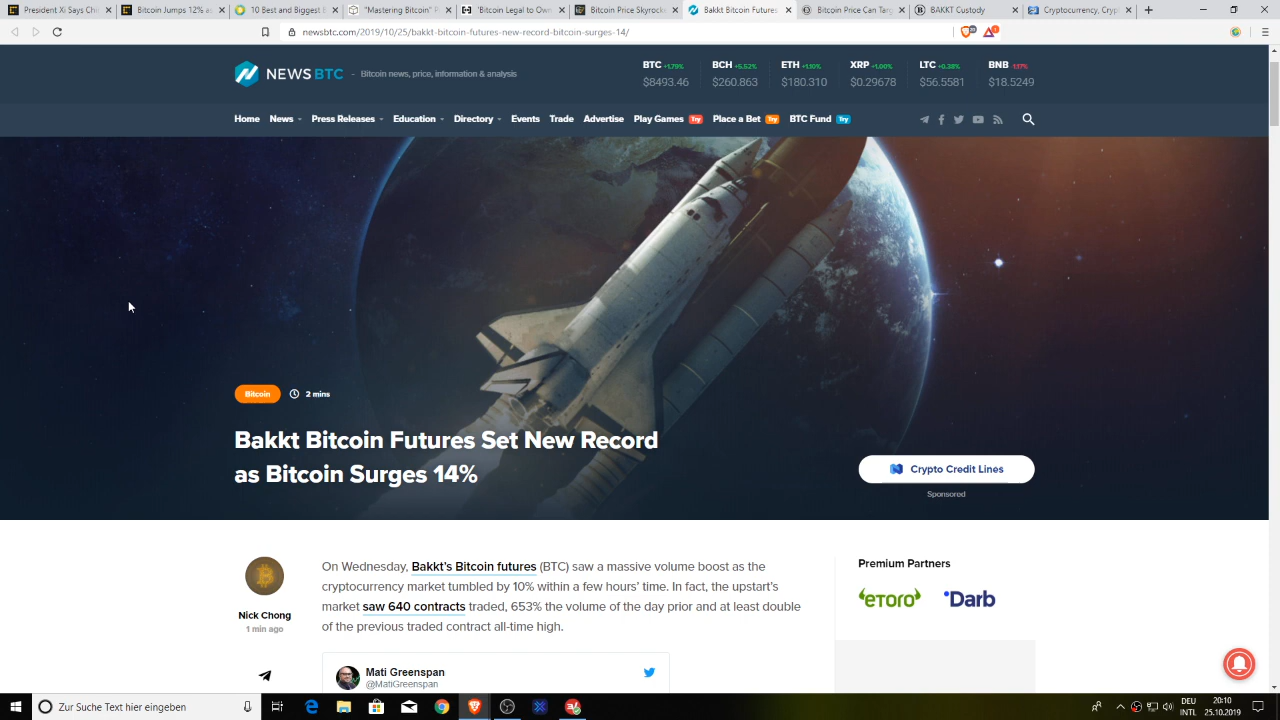 President Xi Says Chi
Bitcoin Jumps 12% as
10 Best and Biggest B
"Mastering Bitcoin" P
'Bitcoin Legal to Own
Bitcoin Price Skyrock
Bakkt Bitcoin Futures
Bitcoin Price Can Targ
BAKKT Custody
Cryptocurrency, Cryp
newsbtc.com/2019/10/25/bakkt-bitcoin-futures-new-record-bitcoin-surges-14/
NEWSBTC - Bitcoin news, price, information & analysis
BTC +1.79% BCH +5.52% ETH +1.10% XRP +1.00% LTC +0.38% BNB -1.17%
$8493.46 $260.863 $180.310 $0.29678 $56.5581 $18.5249
Home News Press Releases Education Directory Events Trade Advertise Play Games Try Place a Bet Try BTC Fund Try
Bitcoin 2 mins
Bakkt Bitcoin Futures Set New Record
as Bitcoin Surges 14%
Crypto Credit Lines
Sponsored
On Wednesday, Bakkt's Bitcoin futures (BTC) saw a massive volume boost as the
cryptocurrency market tumbled by 10% within a few hours' time. In fact, the upstart's
market saw 640 contracts traded, 653% the volume of the day prior and at least double
of the previous traded contract all-time high.
Nick Chong
1 min ago
Mati Greenspan
@MatiGreenspan
Premium Partners
eToro Darb
Zur Suche Text hier eingeben
DEU
INTL
20:10
25.10.2019